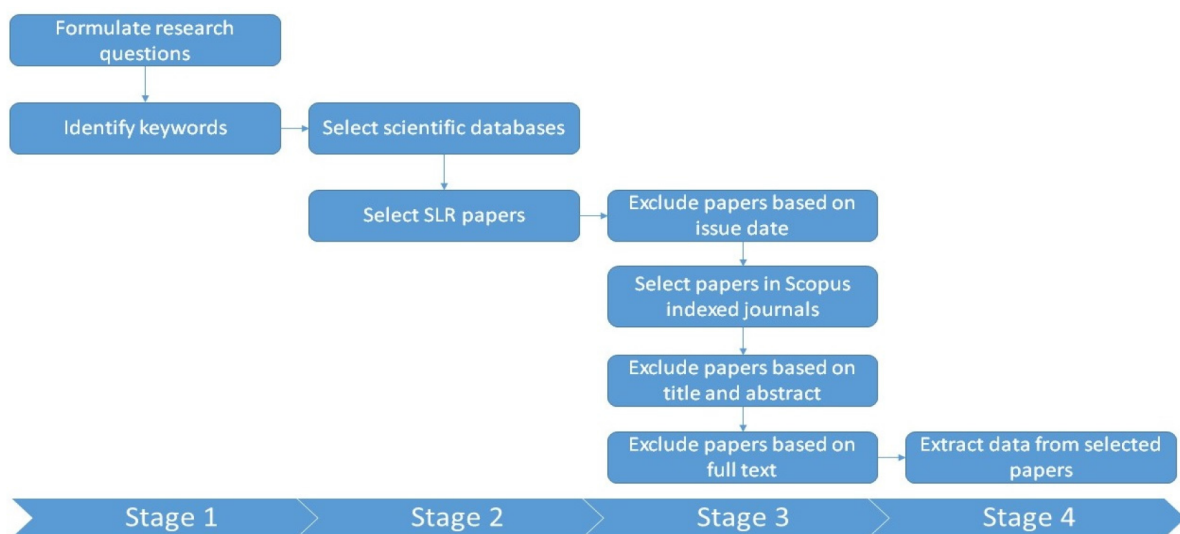 Formulate research
questions
Identify keywords
Select scientific databases
Select SLR papers
Exclude papers based on
issue date
Select papers in Scopus
indexed journals
Exclude papers based on
title and abstract
Exclude papers based on
full text
Extract data from selected
papers
Stage 1
Stage 2
Stage 3
Stage 4